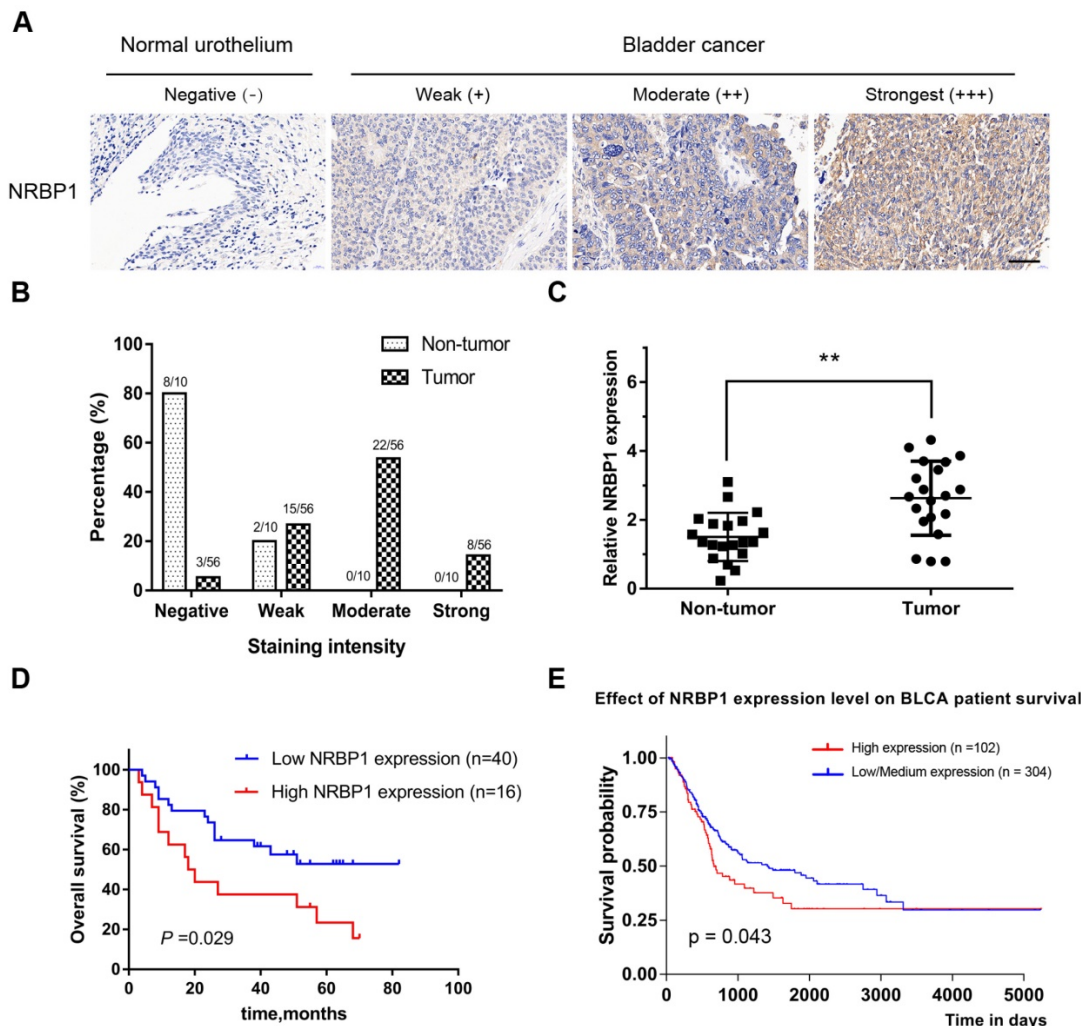 A
Normal urothelium
Bladder cancer
Negative (-)
Weak (+)
Moderate (++)
Strongest (+++)
NRBP1
B
Percentage (%)
100
80
60
40
20
0
Non-tumor
Tumor
8/10
3/56
2/10
15/56
0/10
22/56
0/10
8/56
Negative
Weak
Moderate
Strong
Staining intensity
C
Relative NRBP1 expression
6
4
2
0
**
Non-tumor
Tumor
D
Overall survival (%)
100
80
60
40
20
0
Low NRBP1 expression (n=40)
High NRBP1 expression (n=16)
P =0.029
0
20
40
60
80
100
time,months
E
Effect of NRBP1 expression level on BLCA patient survival
Survival probability
1.00
0.75
0.50
0.25
0.00
High expression (n =102)
Low/Medium expression (n = 304)
p = 0.043
0
1000
2000
3000
4000
5000
Time in days